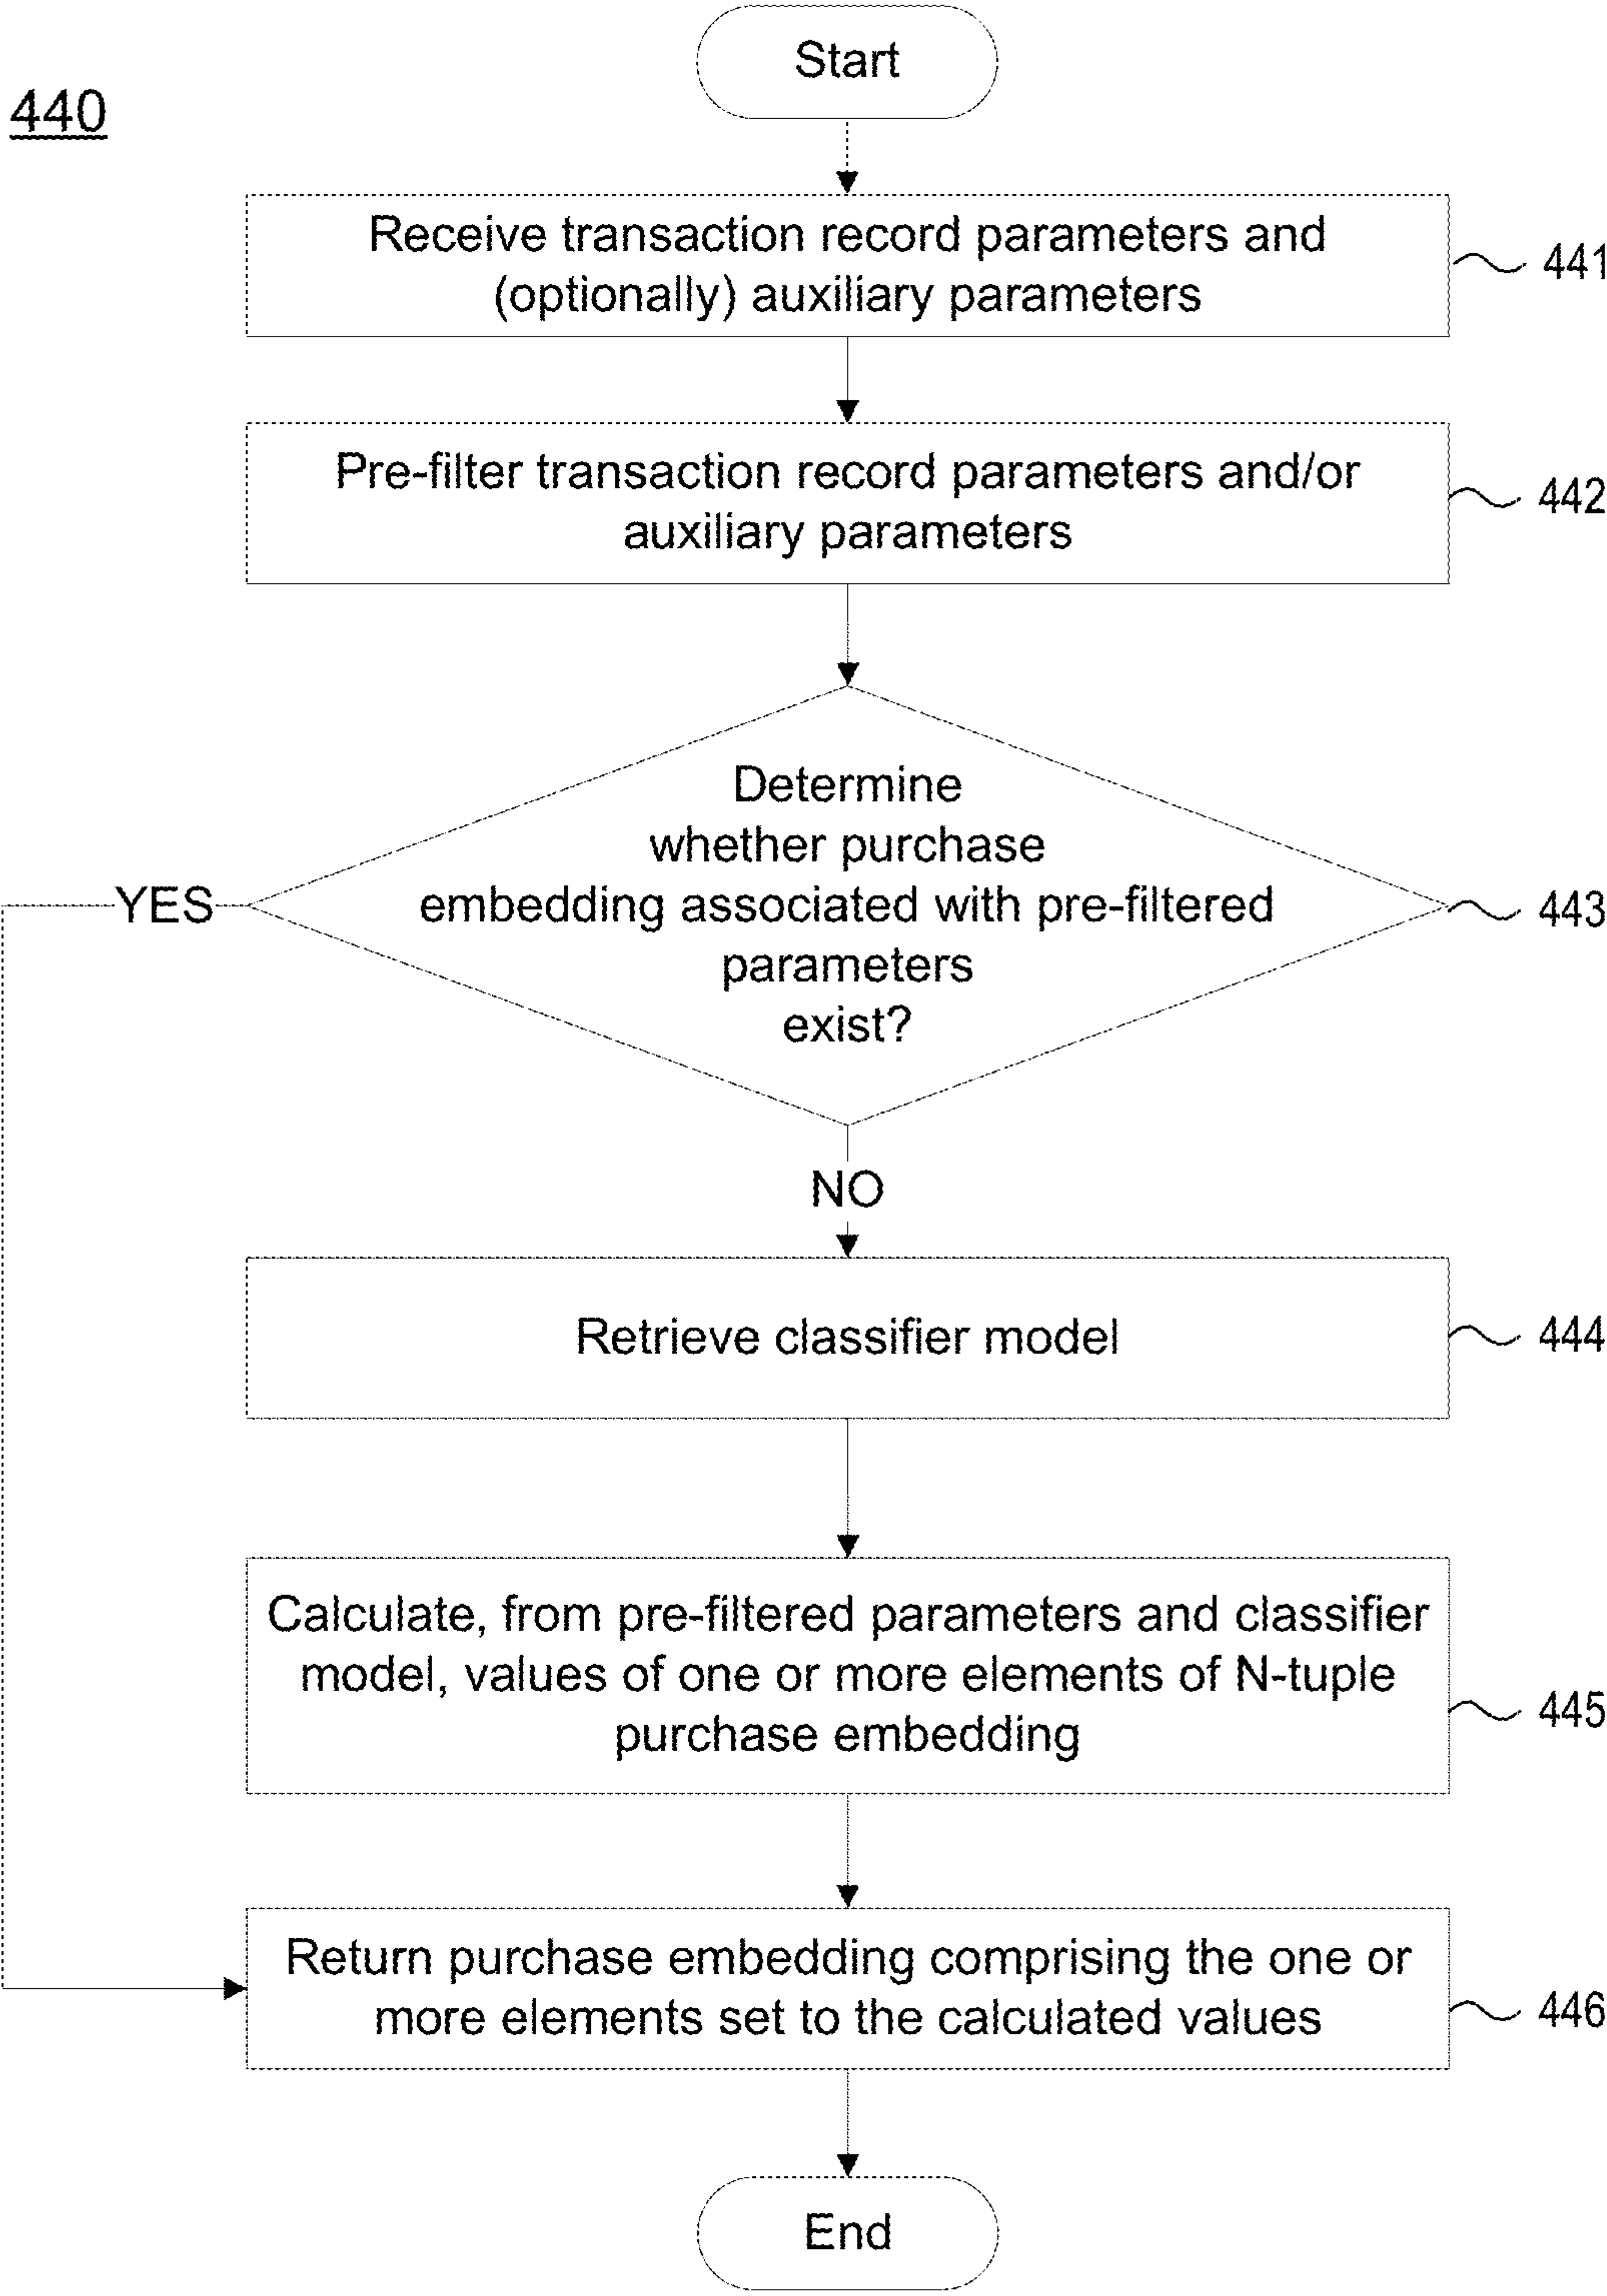 Start
440
Receive transaction record parameters and
(optionally) auxiliary parameters
441
Pre-filter transaction record parameters and/or
auxiliary parameters
442
Determine
whether purchase
embedding associated with pre-filtered
parameters
exist?
YES
443
NO
Retrieve classifier model
444
Calculate, from pre-filtered parameters and classifier
model, values of one or more elements of N-tuple
purchase embedding
445
Return purchase embedding comprising the one or
more elements set to the calculated values
446
End